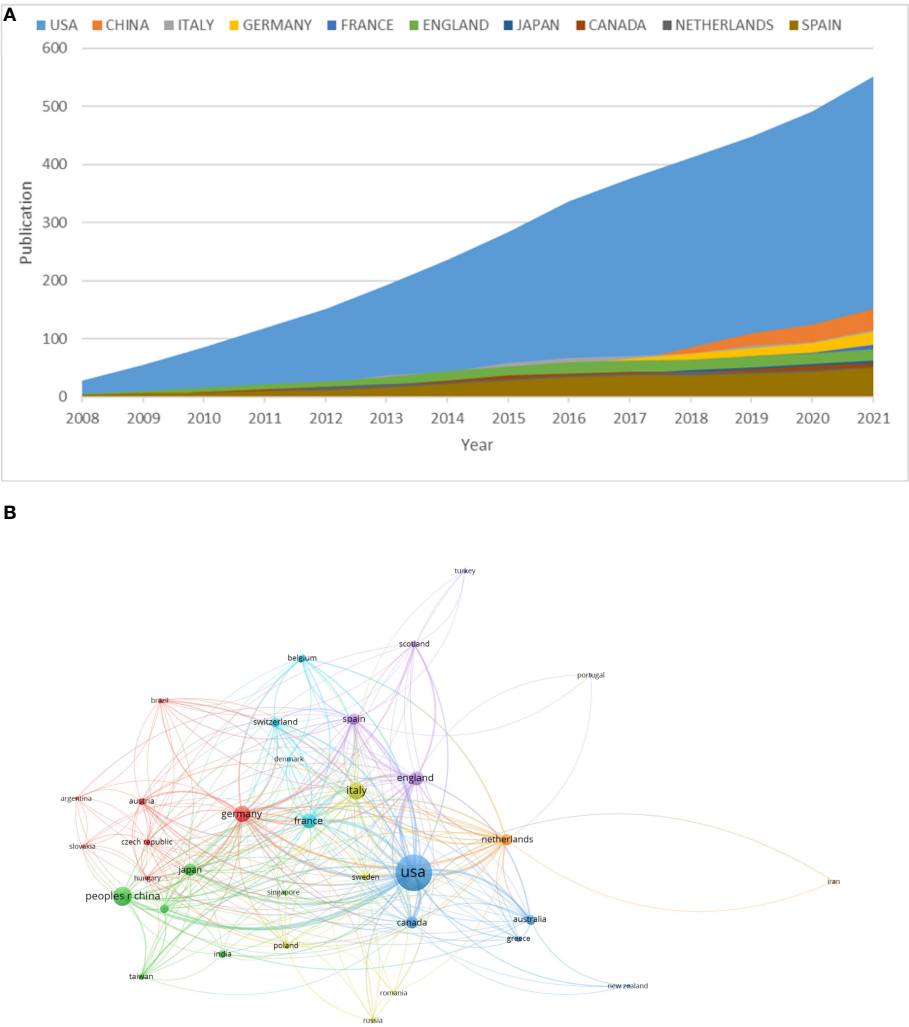 A
USA CHINA ITALY GERMANY FRANCE ENGLAND JAPAN CANADA NETHERLANDS SPAIN
600
500
400
300
200
100
0
Publication
2008 2009 2010 2011 2012 2013 2014 2015 2016 2017 2018 2019 2020 2021
Year
B
turkey
scotland
belgium
portugal
brazil
switzerland spain
denmark
england
italy
argentina austria
germany france
netherlands
slovakia czech republic
japan usa
hungary sweden
iran
peoples r china singapore
canada australia
greece
poland
india
taiwan
new zealand
romania
russia